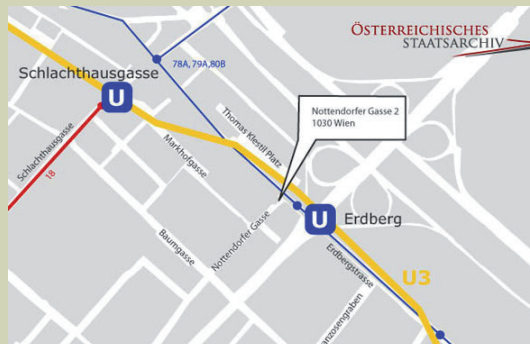 ÖSTERREICHISCHES
STAATSARCHIV
78A, 79A,80B
Schlachthausgasse
U
Thomas Klestil Platz
Nottendorfer Gasse 2
1030 Wien
Schlachthausgasse
18
Markhofgasse
Baumgasse
Nottendorfer Gasse
U
Erdberg
Erdbergstrasse
U3
anzosengraben